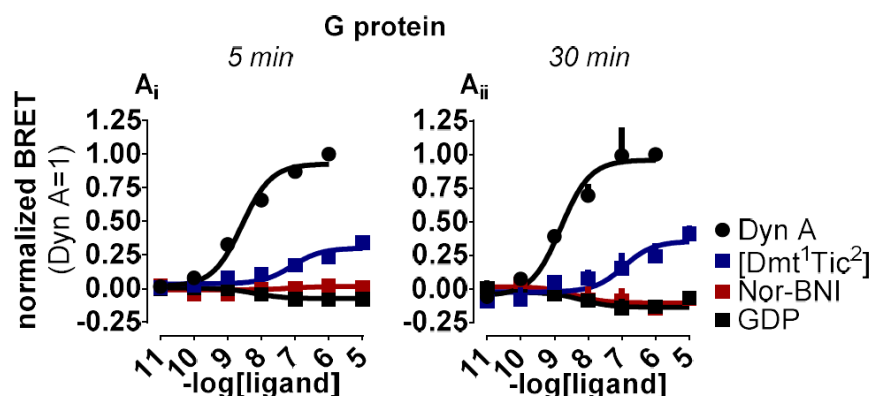 G protein
5 min
30 min
Ai
Aii
normalized BRET
(Dyn A=1)
1.25
1.00
0.75
0.50
0.25
0.00
-0.25
11 10 9 8 7 6 5
-log[ligand]
1.25
1.00
0.75
0.50
0.25
0.00
-0.25
11 10 9 8 7 6 5
-log[ligand]
Dyn A
[Dmt¹Tic²]
Nor-BNI
GDP